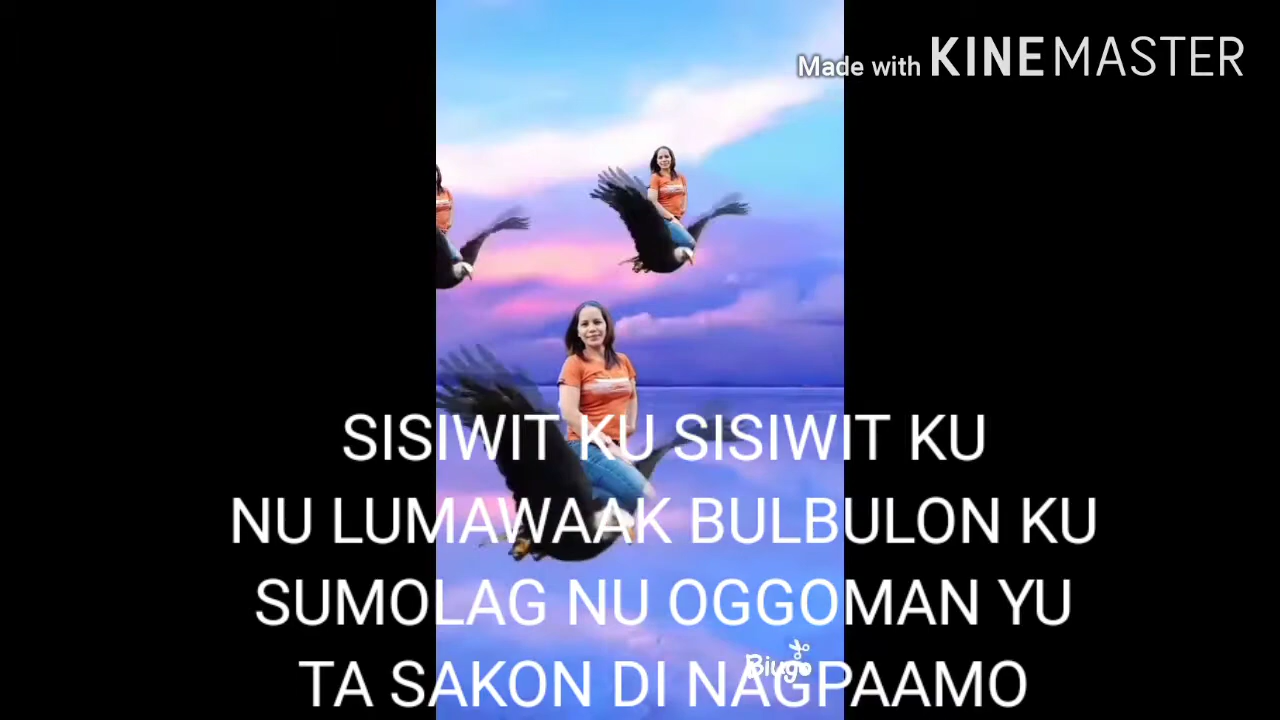 Made with KINEMASTER
SISIWIT KU SISIWIT KU
NU LUMAWAAK BULBULON KU
SUMOLAG NU OGGOMAN YU
Biugo
TA SAKON DI NAGPAAMO